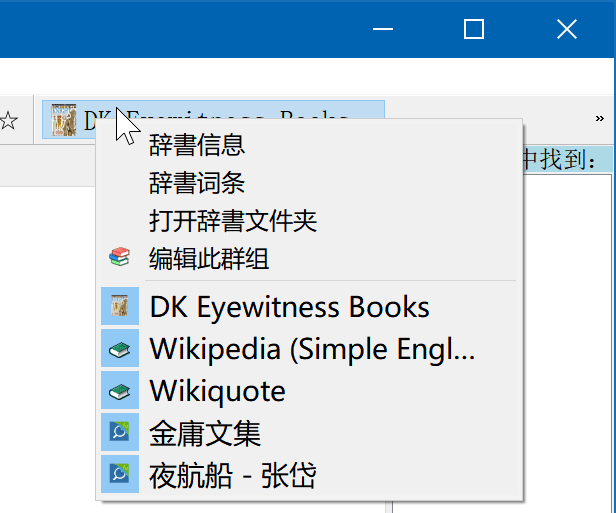 DK Eyewitness Books
»
中找到：
辞書信息
辞書词条
打开辞書文件夹
编辑此群组
DK Eyewitness Books
Wikipedia (Simple Engl...
Wikiquote
金庸文集
夜航船 - 张岱